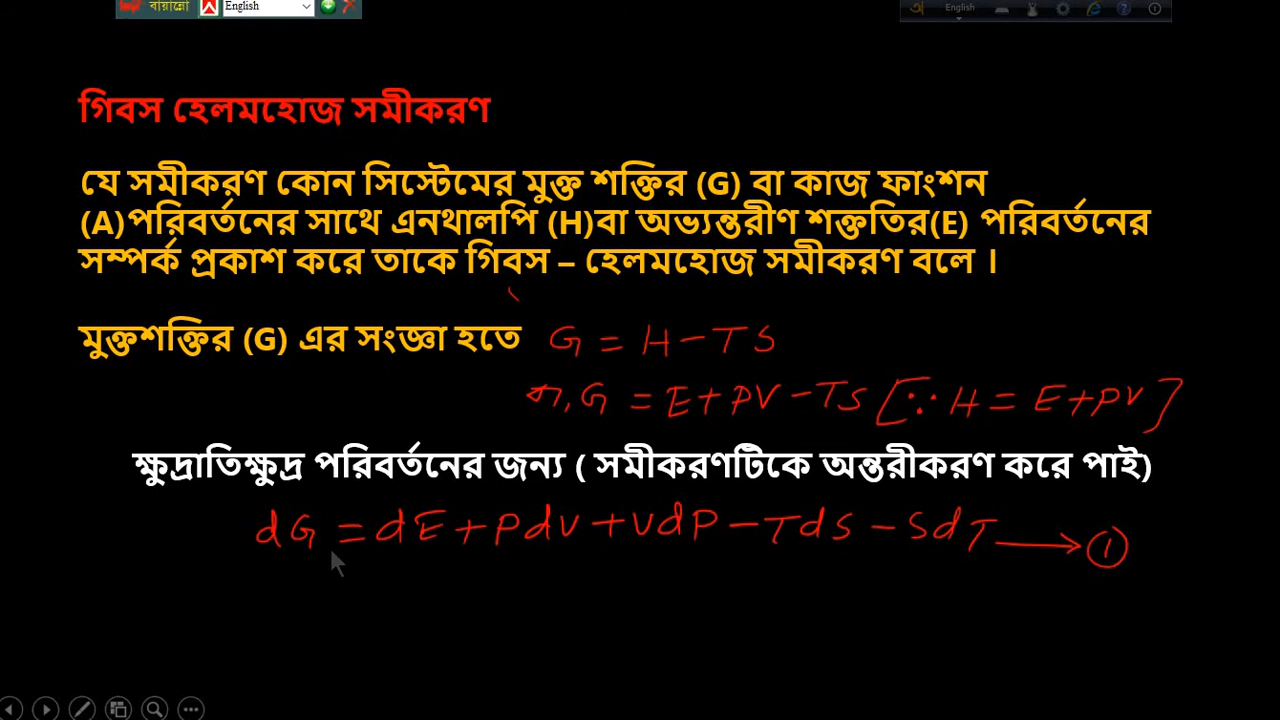 বায়ান্নো English English
গিবস হেলমহোজ সমীকরণ
যে সমীকরণ কোন সিস্টেমের মুক্ত শক্তির (G) বা কাজ ফাংশন
(A)পরিবর্তনের সাথে এনথালপি (H)বা অভ্যন্তরীণ শক্ততির(E) পরিবর্তনের
সম্পর্ক প্রকাশ করে তাকে গিবস – হেলমহোজ সমীকরণ বলে ।
মুক্তশক্তির (G) এর সংজ্ঞা হতে G = H - TS
বা, G = E + PV - TS [∵ H = E + PV]
ক্ষুদ্রাতিক্ষুদ্র পরিবর্তনের জন্য ( সমীকরণটিকে অন্তরীকরণ করে পাই)
dG = dE + PdV + VdP - TdS - SdT → ①